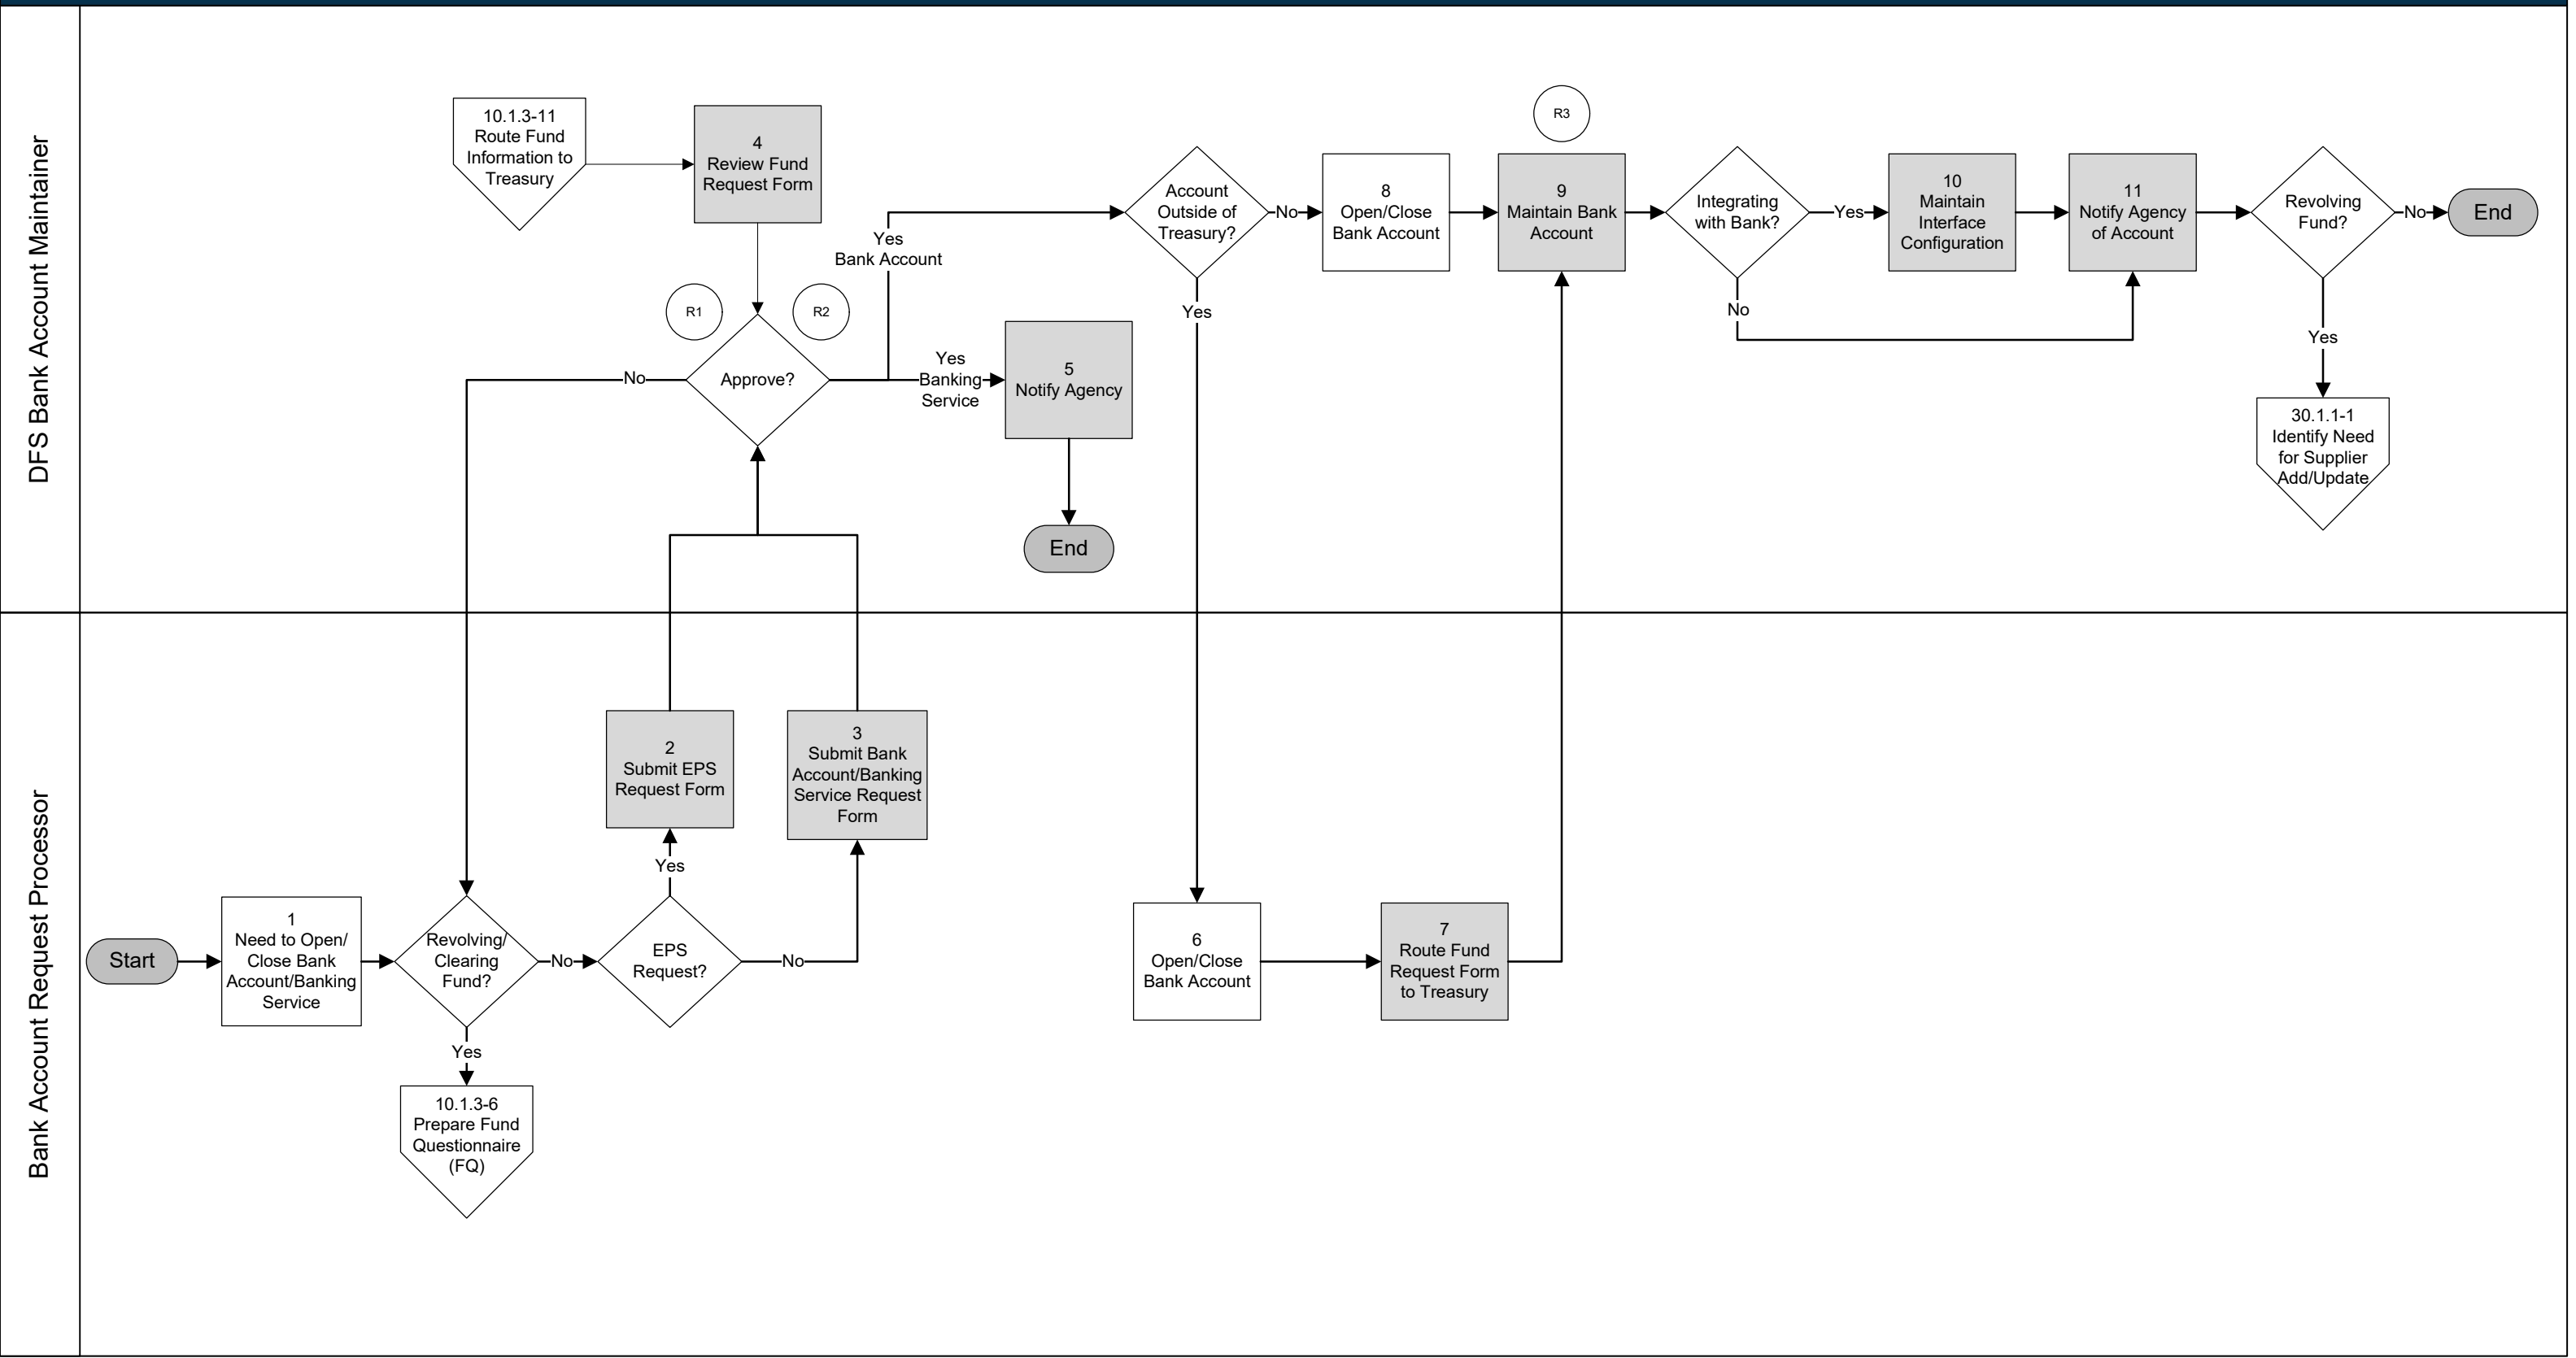 DFS Bank Account Maintainer
10.1.3-11
Route Fund
Information to
Treasury
4
Review Fund
Request Form
R1
R2
Approve?
No
Yes
Bank Account
Yes
Banking
Service
5
Notify Agency
End
Account
Outside of
Treasury?
No
Yes
8
Open/Close
Bank Account
R3
9
Maintain Bank
Account
Integrating
with Bank?
Yes
No
10
Maintain
Interface
Configuration
11
Notify Agency
of Account
Revolving
Fund?
No
End
Yes
30.1.1-1
Identify Need
for Supplier
Add/Update
Bank Account Request Processor
Start
1
Need to Open/
Close Bank
Account/Banking
Service
Revolving/
Clearing
Fund?
No
Yes
10.1.3-6
Prepare Fund
Questionnaire
(FQ)
EPS
Request?
Yes
No
2
Submit EPS
Request Form
3
Submit Bank
Account/Banking
Service Request
Form
6
Open/Close
Bank Account
7
Route Fund
Request Form
to Treasury